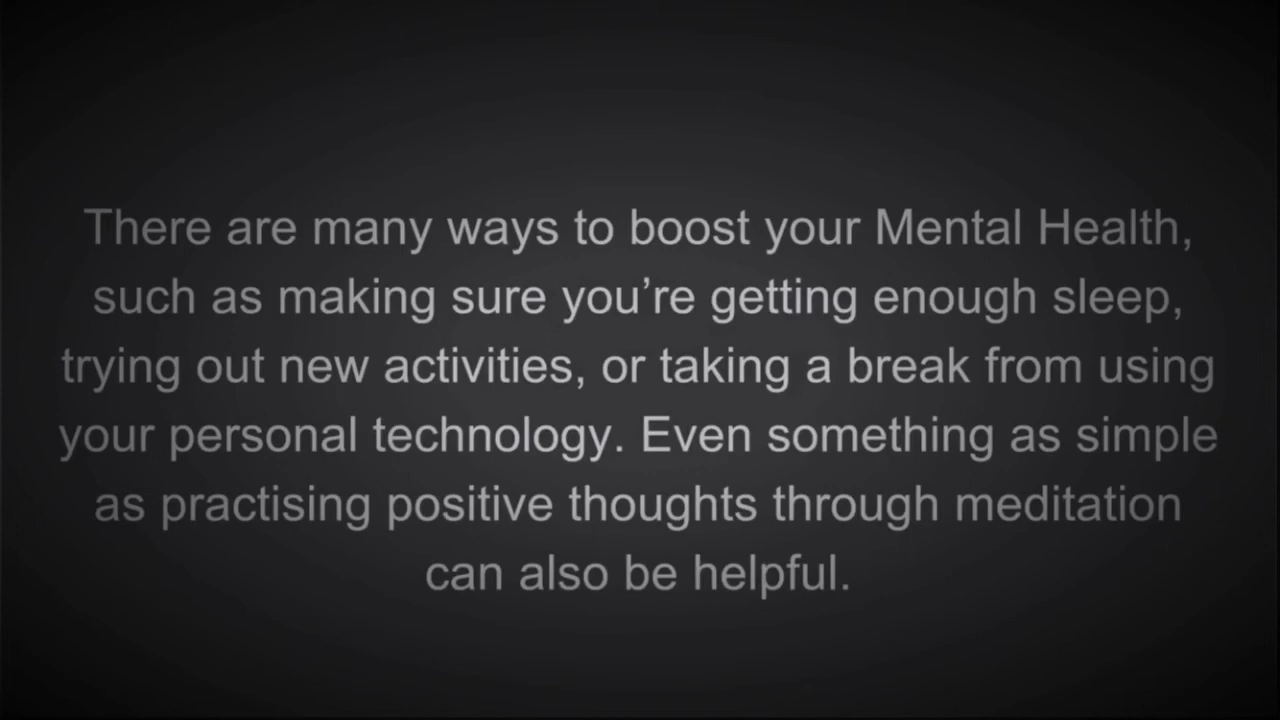 There are many ways to boost your Mental Health,
such as making sure you’re getting enough sleep,
trying out new activities, or taking a break from using
your personal technology. Even something as simple
as practising positive thoughts through meditation
can also be helpful.